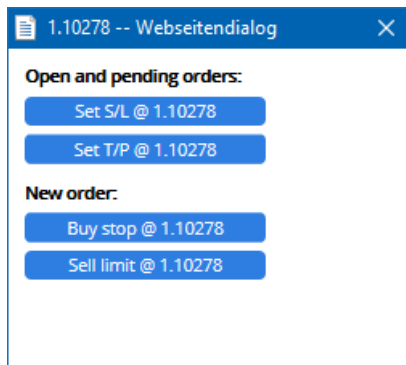 1.10278 -- Webseitendialog
Open and pending orders:
Set S/L @ 1.10278
Set T/P @ 1.10278
New order:
Buy stop @ 1.10278
Sell limit @ 1.10278